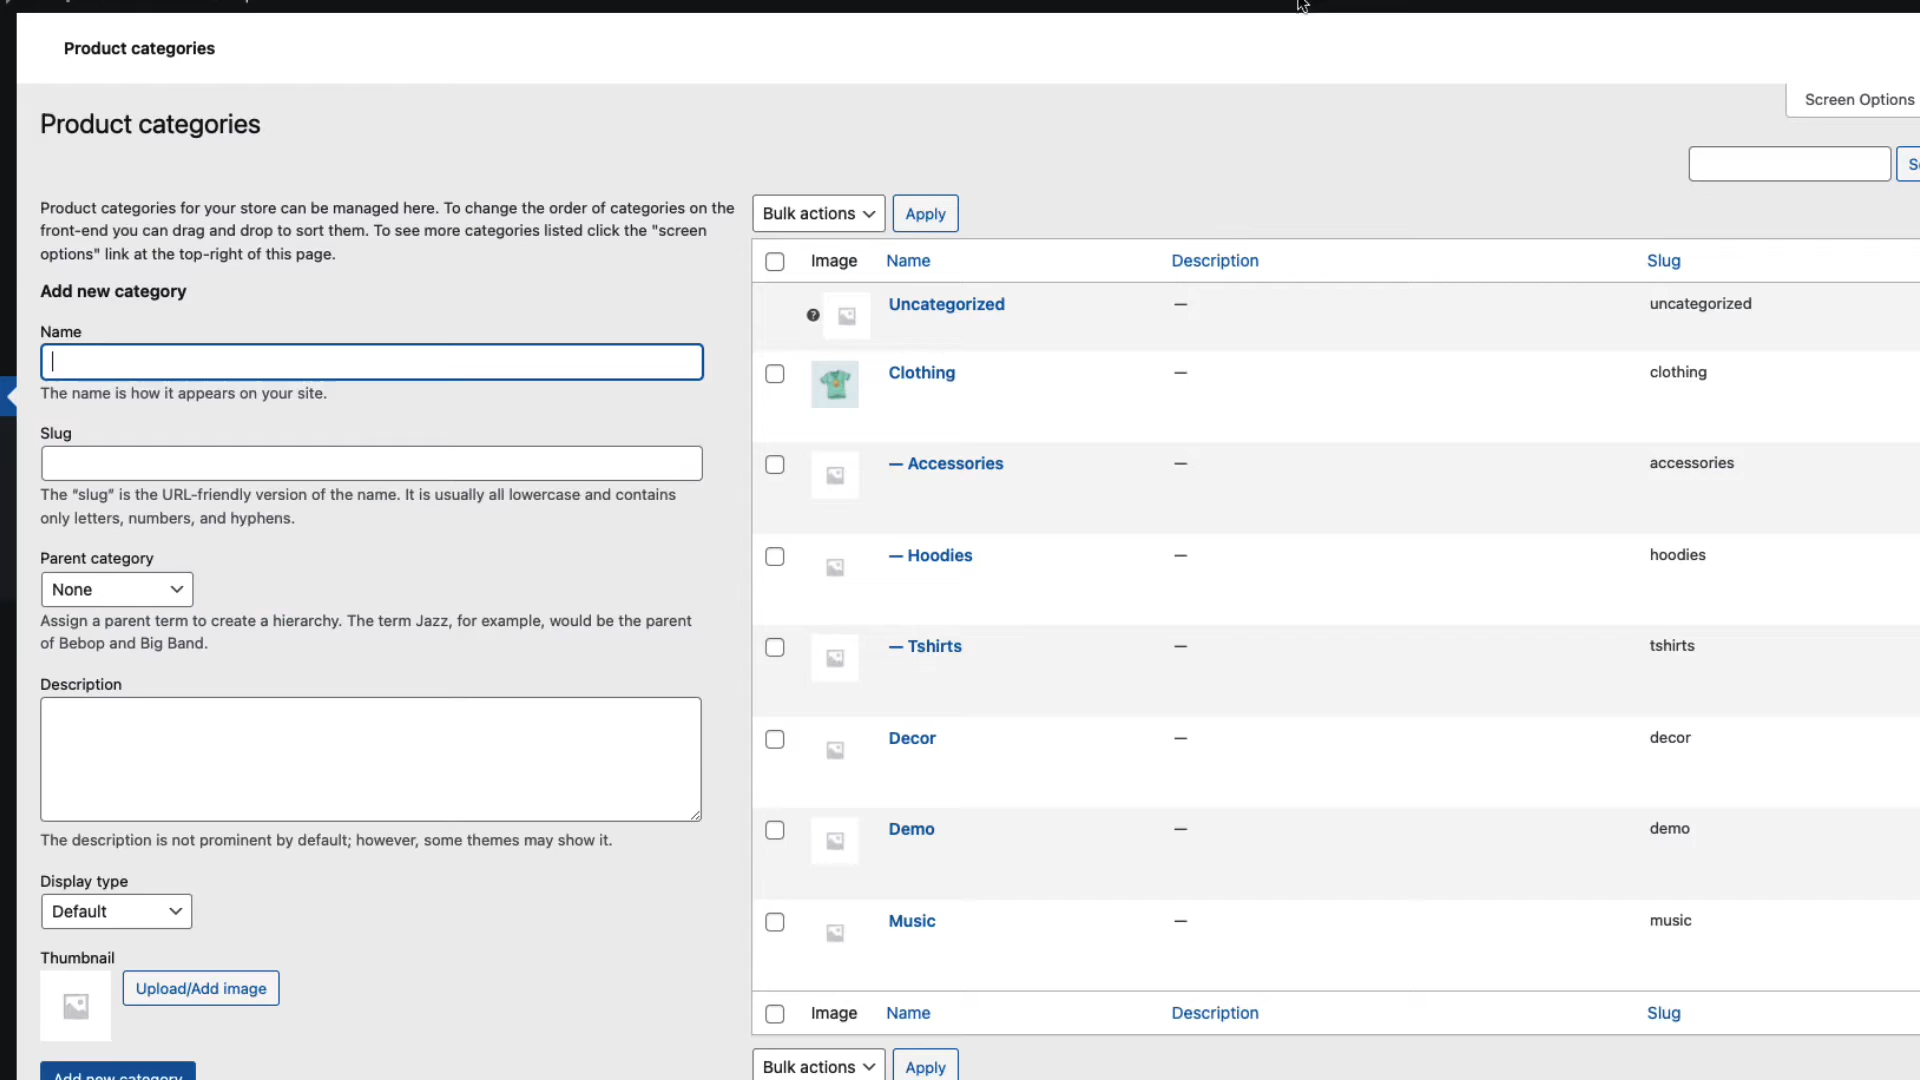 Product categories
Screen Options
Product categories
Product categories for your store can be managed here. To change the order of categories on the
front-end you can drag and drop to sort them. To see more categories listed click the "screen
options" link at the top-right of this page.
Add new category
Name
The name is how it appears on your site.
Slug
The “slug” is the URL-friendly version of the name. It is usually all lowercase and contains
only letters, numbers, and hyphens.
Parent category
None
Assign a parent term to create a hierarchy. The term Jazz, for example, would be the parent
of Bebop and Big Band.
Description
The description is not prominent by default; however, some themes may show it.
Display type
Default
Thumbnail
Upload/Add image
Add new category
Bulk actions Apply
Image Name Description Slug
Uncategorized — uncategorized
Clothing — clothing
— Accessories — accessories
— Hoodies — hoodies
— Tshirts — tshirts
Decor — decor
Demo — demo
Music — music
Image Name Description Slug
Bulk actions Apply